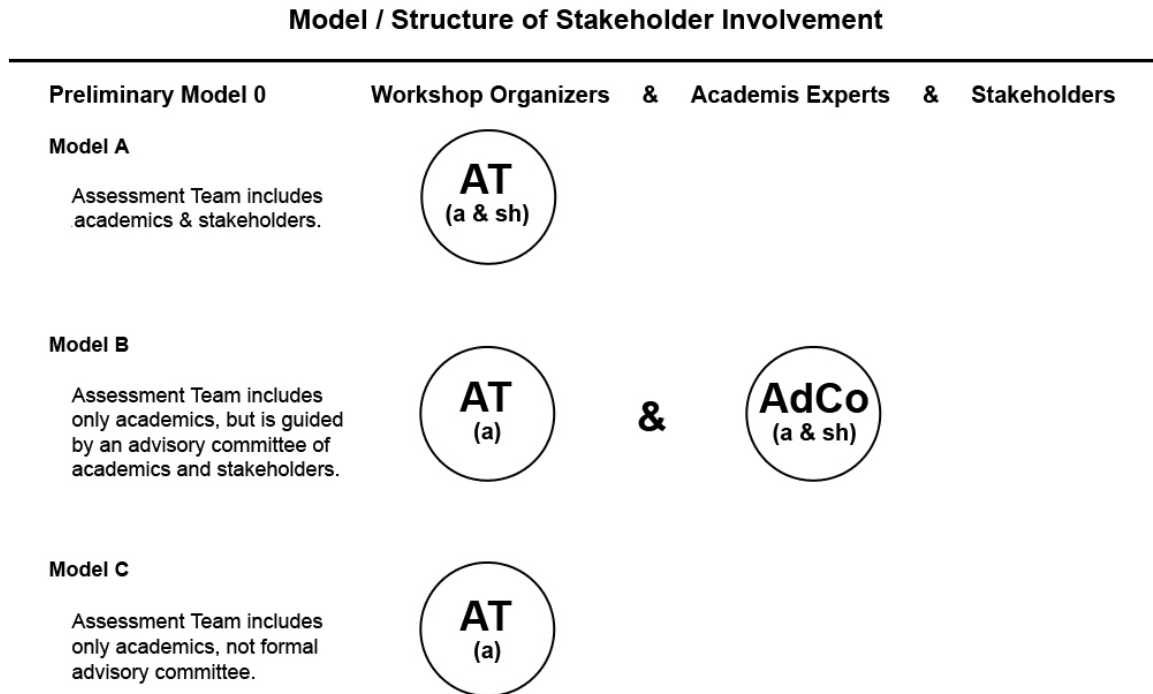 Model / Structure of Stakeholder Involvement
Preliminary Model 0 Workshop Organizers & Academis Experts & Stakeholders
Model A
Assessment Team includes
academics & stakeholders.
AT
(a & sh)
Model B
Assessment Team includes
only academics, but is guided
by an advisory committee of
academics and stakeholders.
AT
(a)
&
AdCo
(a & sh)
Model C
Assessment Team includes
only academics, not formal
advisory committee.
AT
(a)